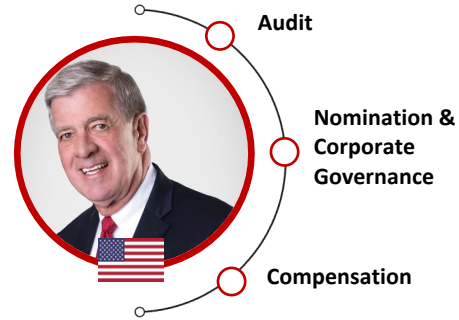 Audit
Nomination &
Corporate
Governance
Compensation